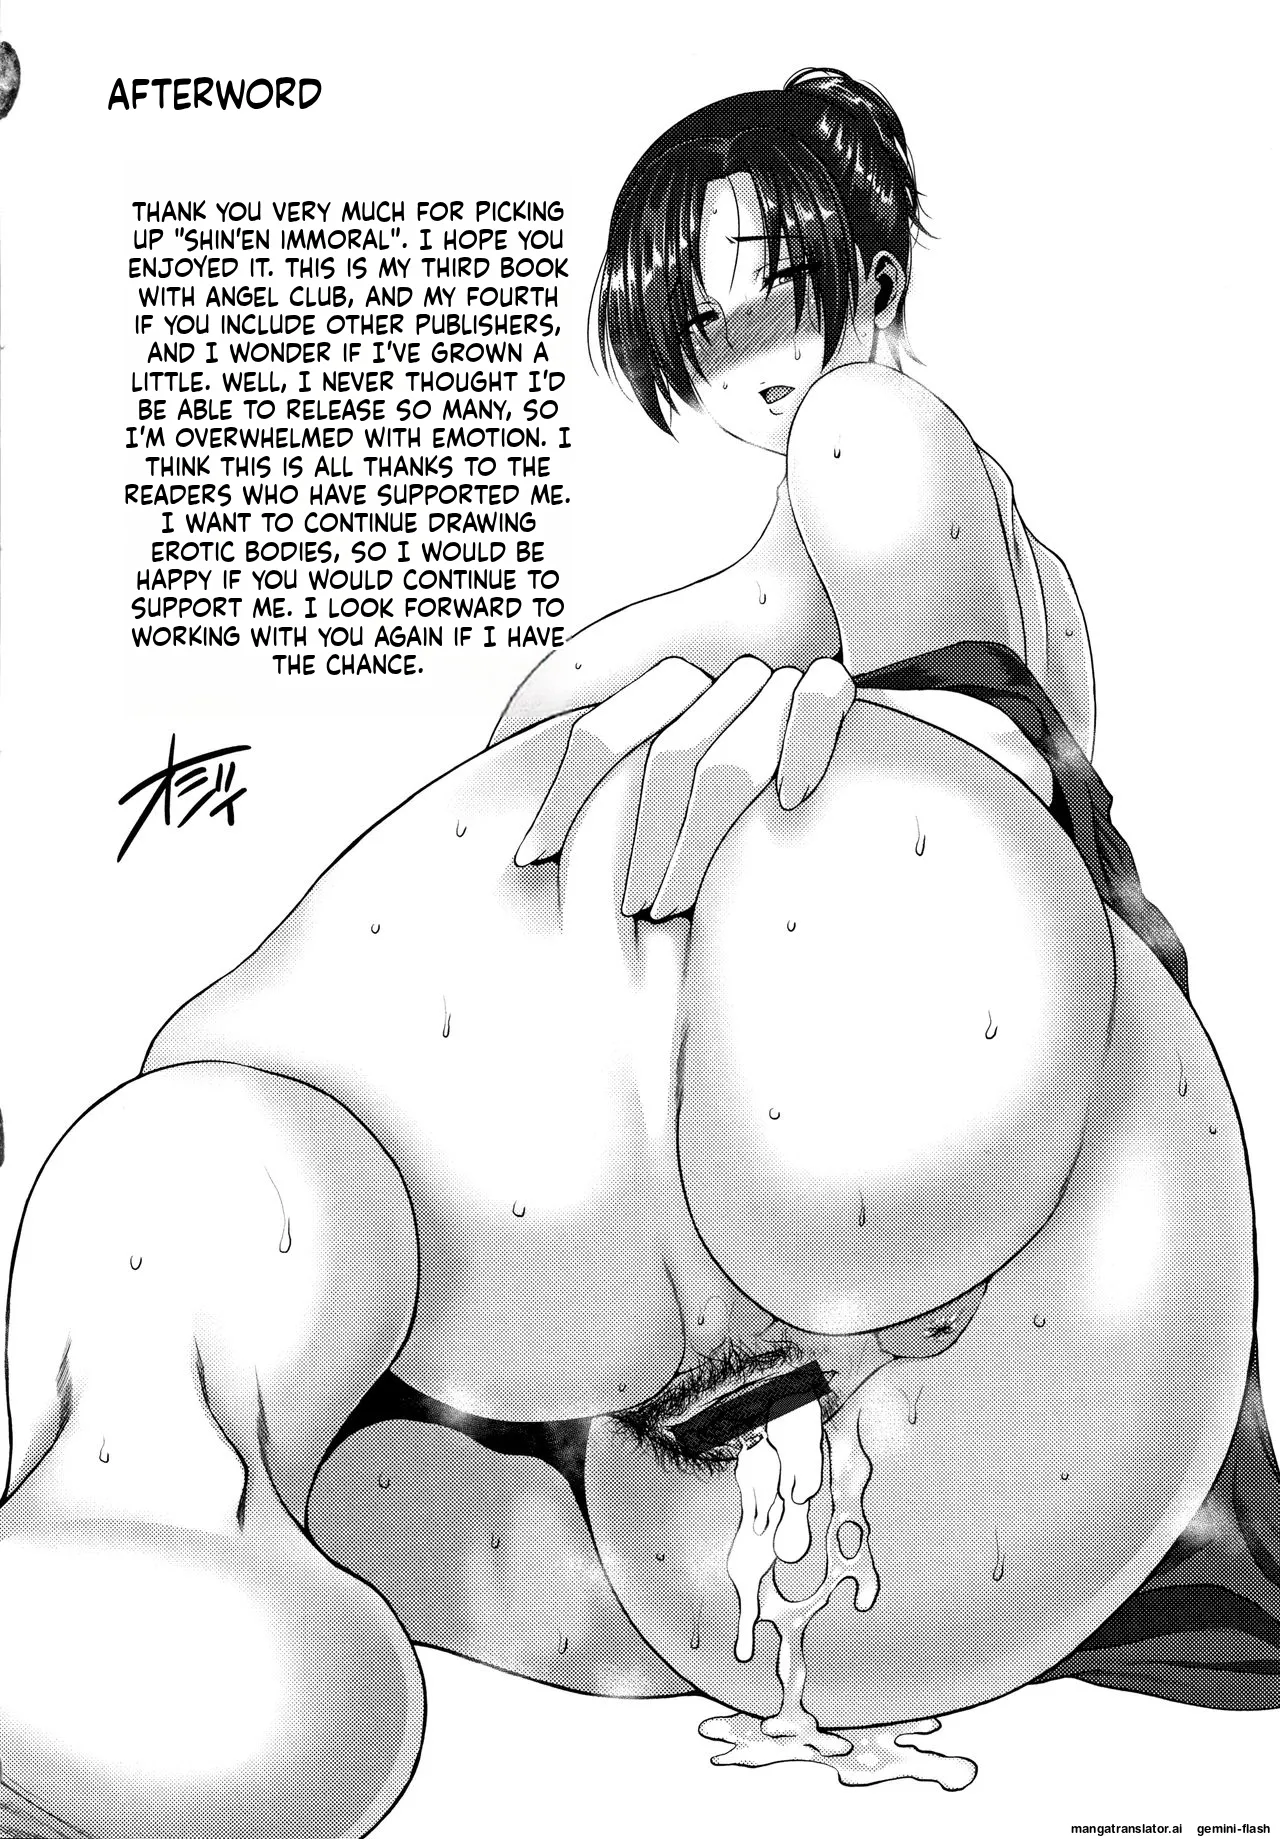 AFTERWORD
THANK YOU VERY MUCH FOR PICKING
UP "SHIN'EN IMMORAL". I HOPE YOU
ENJOYED IT. THIS IS MY THIRD BOOK
WITH ANGEL CLUB, AND MY FOURTH
IF YOU INCLUDE OTHER PUBLISHERS,
AND I WONDER IF I'VE GROWN A
LITTLE. WELL, I NEVER THOUGHT I'D
BE ABLE TO RELEASE SO MANY, SO
I'M OVERWHELMED WITH EMOTION. I
THINK THIS IS ALL THANKS TO THE
READERS WHO HAVE SUPPORTED ME.
I WANT TO CONTINUE DRAWING
EROTIC BODIES, SO I WOULD BE
HAPPY IF YOU WOULD CONTINUE TO
SUPPORT ME. I LOOK FORWARD TO
WORKING WITH YOU AGAIN IF I HAVE
THE CHANCE.
オジィ
mangatranslator.ai gemini-flash